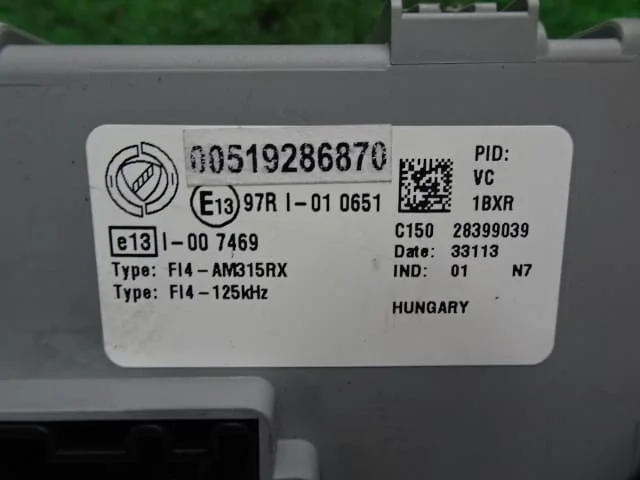 00519286870
E13 97R I-01 0651
e13 I-00 7469
Type: FI4-AM315RX
Type: FI4-125kHz
PID:
VC
1BXR
C150 28399039
Date: 33113
IND: 01 N7
HUNGARY